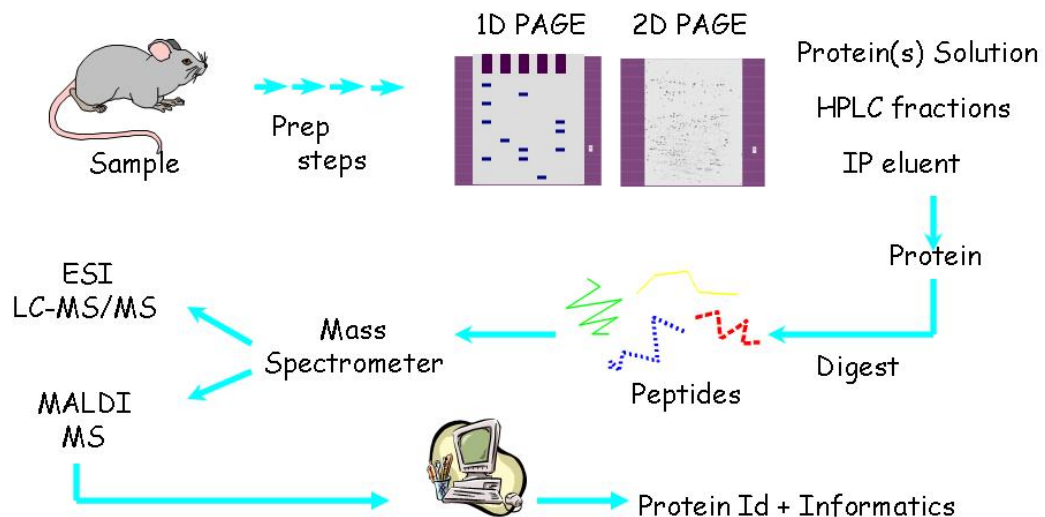 1D PAGE
2D PAGE
Protein(s) Solution
HPLC fractions
IP eluent
Sample
Prep
steps
Protein
ESI
LC-MS/MS
Mass
Spectrometer
Peptides
Digest
MALDI
MS
Protein Id + Informatics